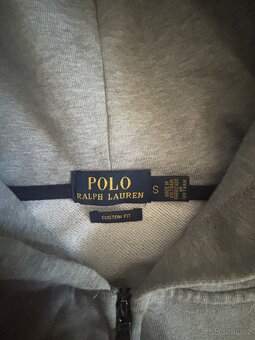 POLO
RALPH LAUREN
S
CUSTOM FIT